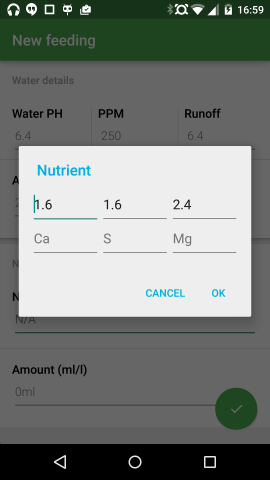 16:59
New feeding
Water details
Water PH PPM Runoff
6.4 250 6.4
A
Nutrient
1.6 1.6 2.4
Ca S Mg
CANCEL OK
N
N/A
Amount (ml/l)
0ml